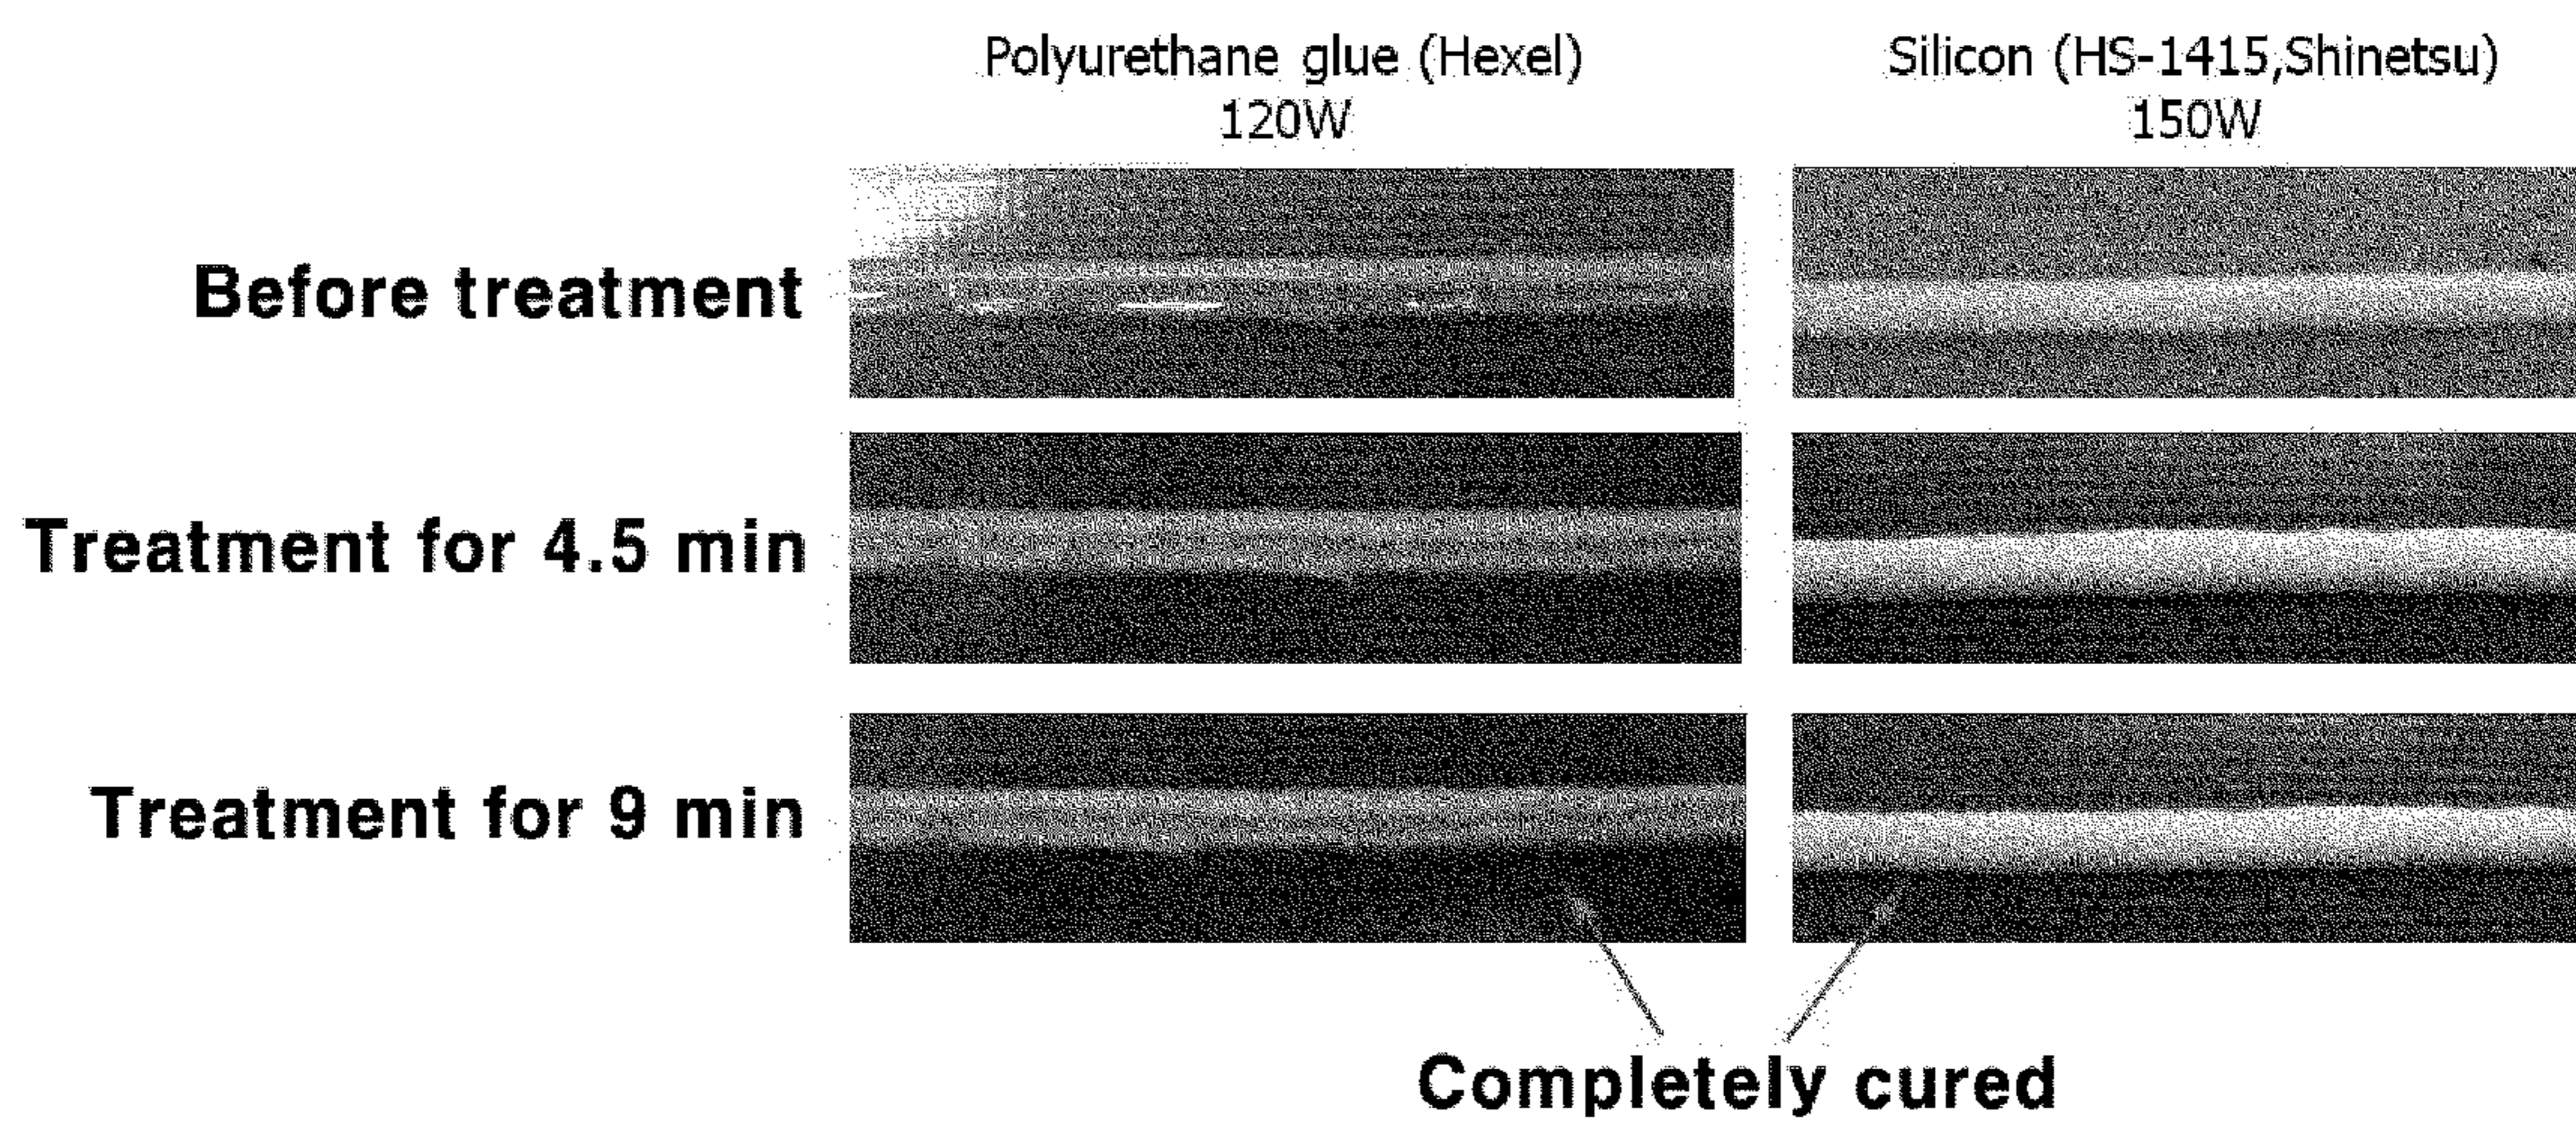 Polyurethane glue (Hexel)
120W
Silicon (HS-1415,Shinetsu)
150W
Before treatment
Treatment for 4.5 min
Treatment for 9 min
Completely cured